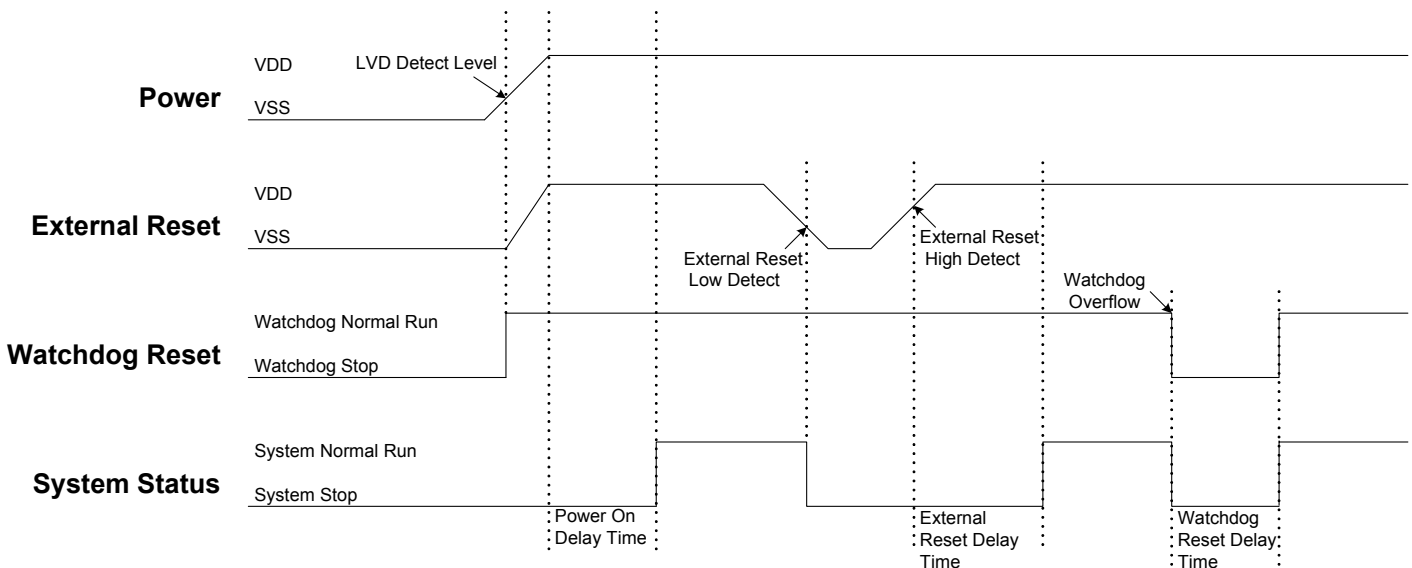 Power
VDD
LVD Detect Level
VSS
External Reset
VDD
VSS
External Reset
Low Detect
External Reset
High Detect
Watchdog Reset
Watchdog Normal Run
Watchdog Stop
Watchdog
Overflow
System Status
System Normal Run
System Stop
Power On
Delay Time
External
Reset Delay
Time
Watchdog
Reset Delay
Time